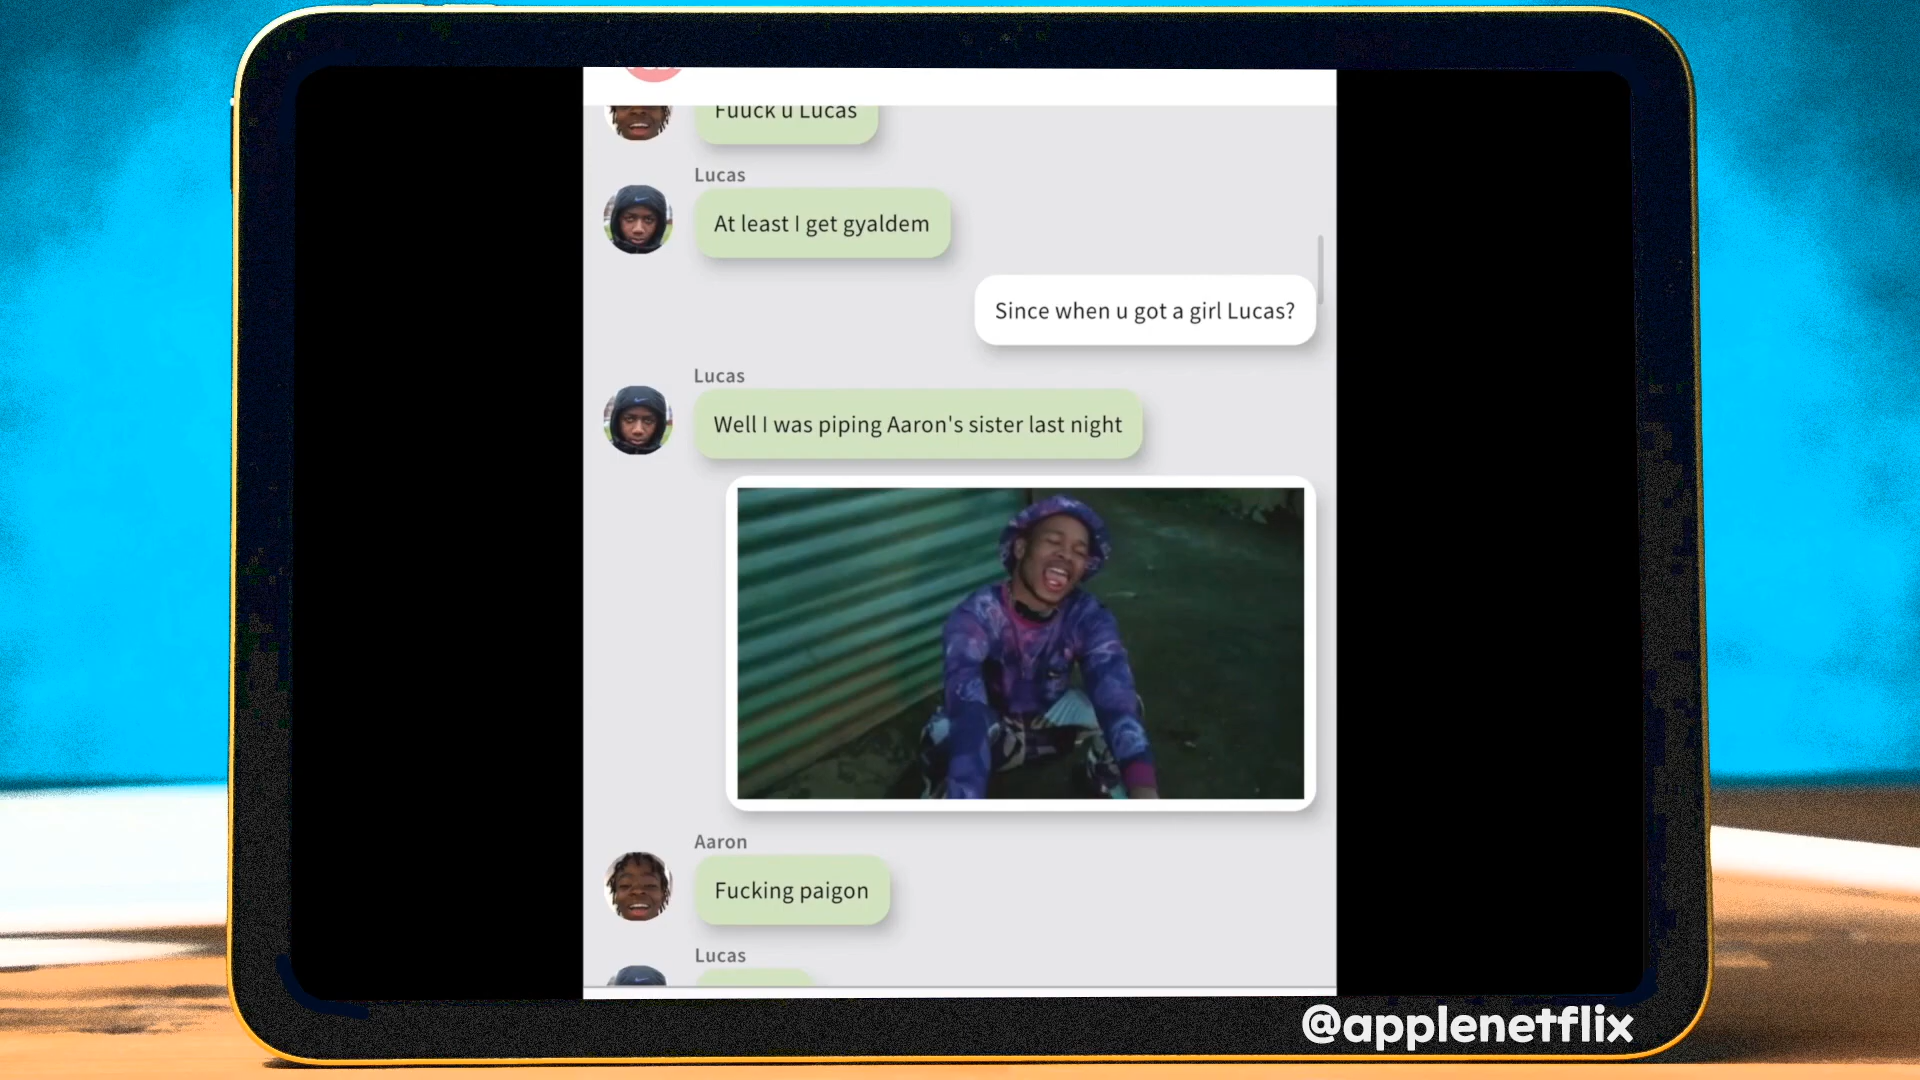 Fuuck u Lucas
Lucas
At least I get gyaldem
Since when u got a girl Lucas?
Lucas
Well I was piping Aaron's sister last night
Aaron
Fucking paigon
Lucas
@applenetflix